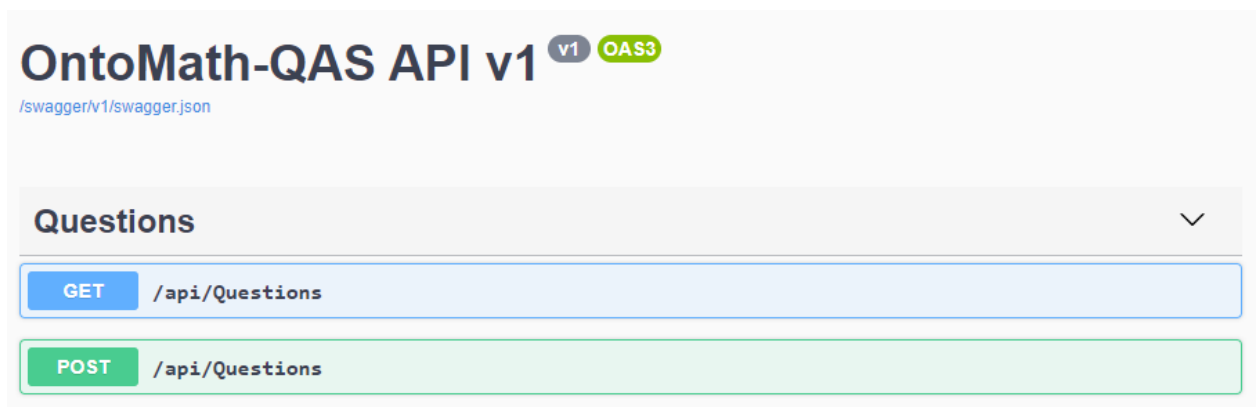 OntoMath-QAS API v1 v1 OAS3
/swagger/v1/swagger.json
Questions
GET /api/Questions
POST /api/Questions